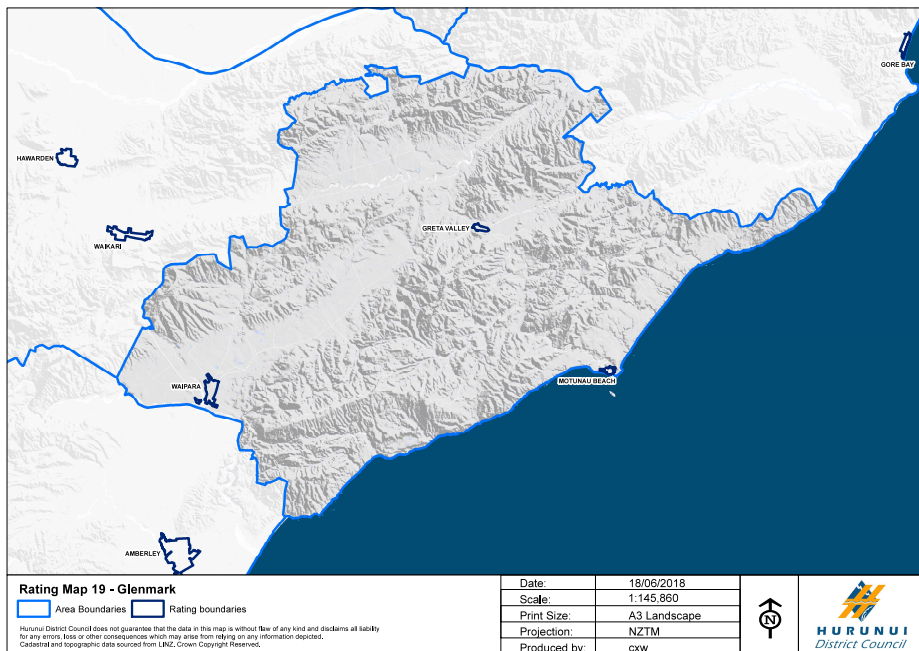 GORE BAY
HAWARDEN
WAIKARI
GRETA VALLEY
WAIPARA
MOTUNAU BEACH
AMBERLEY
Rating Map 19 - Glenmark
Area Boundaries Rating boundaries
Hurunui District Council does not guarantee that the data in this map is without flaw of any kind and disclaims all liability
for any errors, loss or other consequences which may arise from relying on any information depicted.
Cadastral and topographic data sourced from LINZ. Crown Copyright Reserved.
Date: 18/06/2018
Scale: 1:145,860
Print Size: A3 Landscape
Projection: NZTM
Produced by: cxw
N
HURUNUI
District Council